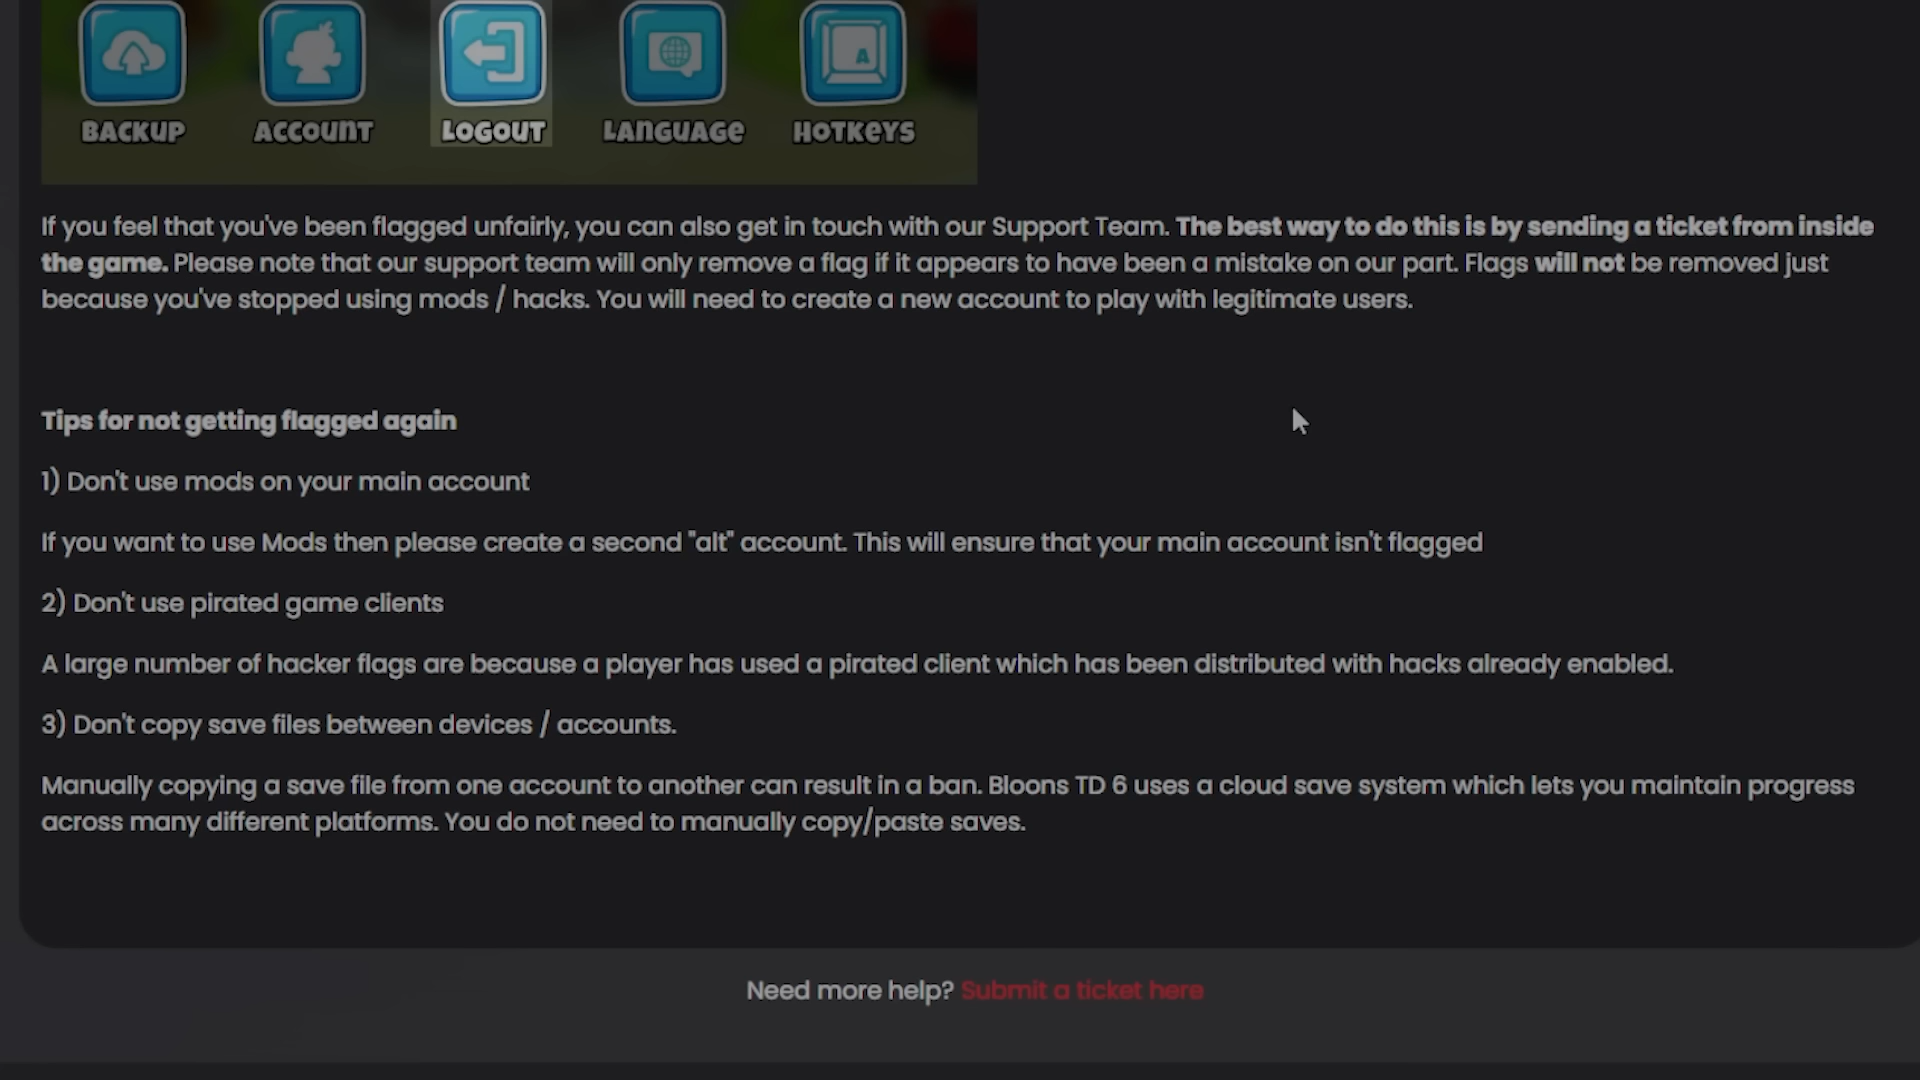 BACKUP ACCOUNT LOGOUT LANGUAGE HOTKEYS
If you feel that you've been flagged unfairly, you can also get in touch with our Support Team. The best way to do this is by sending a ticket from inside
the game. Please note that our support team will only remove a flag if it appears to have been a mistake on our part. Flags will not be removed just
because you've stopped using mods / hacks. You will need to create a new account to play with legitimate users.
Tips for not getting flagged again
1) Don't use mods on your main account
If you want to use Mods then please create a second "alt" account. This will ensure that your main account isn't flagged
2) Don't use pirated game clients
A large number of hacker flags are because a player has used a pirated client which has been distributed with hacks already enabled.
3) Don't copy save files between devices / accounts.
Manually copying a save file from one account to another can result in a ban. Bloons TD 6 uses a cloud save system which lets you maintain progress
across many different platforms. You do not need to manually copy/paste saves.
Need more help? Submit a ticket here